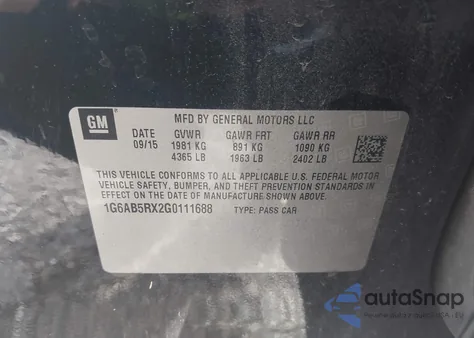 GM
MFD BY GENERAL MOTORS LLC
DATE GVWR GAWR FRT GAWR RR
09/15 1981 KG 891 KG 1090 KG
4365 LB 1963 LB 2402 LB
THIS VEHICLE CONFORMS TO ALL APPLICABLE U.S. FEDERAL MOTOR
VEHICLE SAFETY, BUMPER, AND THEFT PREVENTION STANDARDS IN
EFFECT ON THE DATE OF MANUFACTURE SHOWN ABOVE.
1G6AB5RX2G0111688 TYPE: PASS CAR
autoSnap